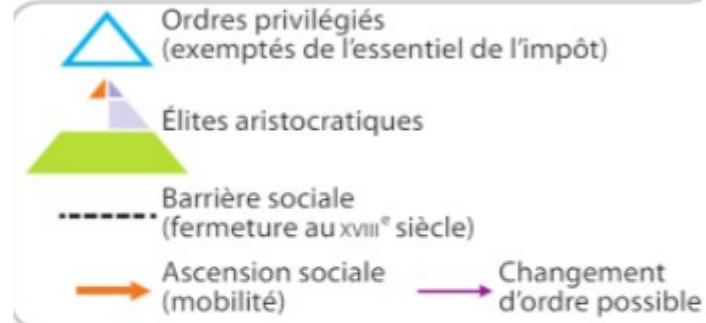 Ordres privilégiés
(exemptés de l'essentiel de l'impôt)
Élites aristocratiques
Barrière sociale
(fermeture au XVIIIe siècle)
Ascension sociale
(mobilité)
Changement
d'ordre possible